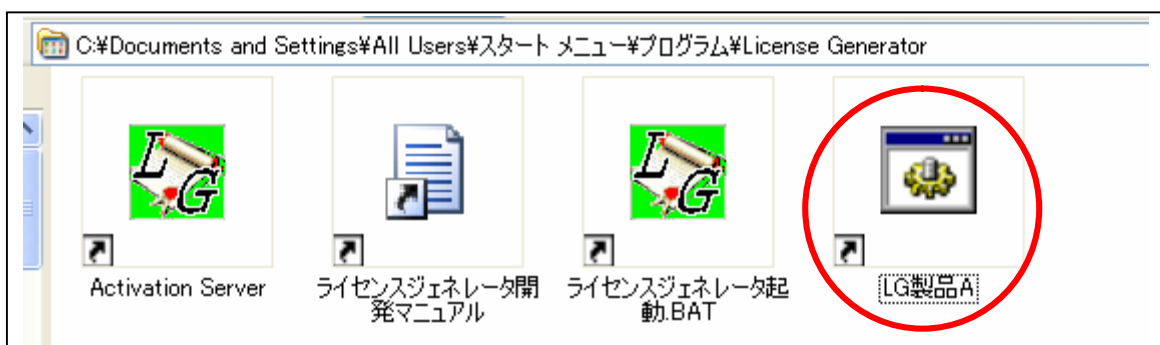 C:¥Documents and Settings¥All Users¥スタート メニュー¥プログラム¥License Generator
LG
LG
Activation Server
ライセンスジェネレータ開
発マニュアル
ライセンスジェネレータ起
動.BAT
LG製品A